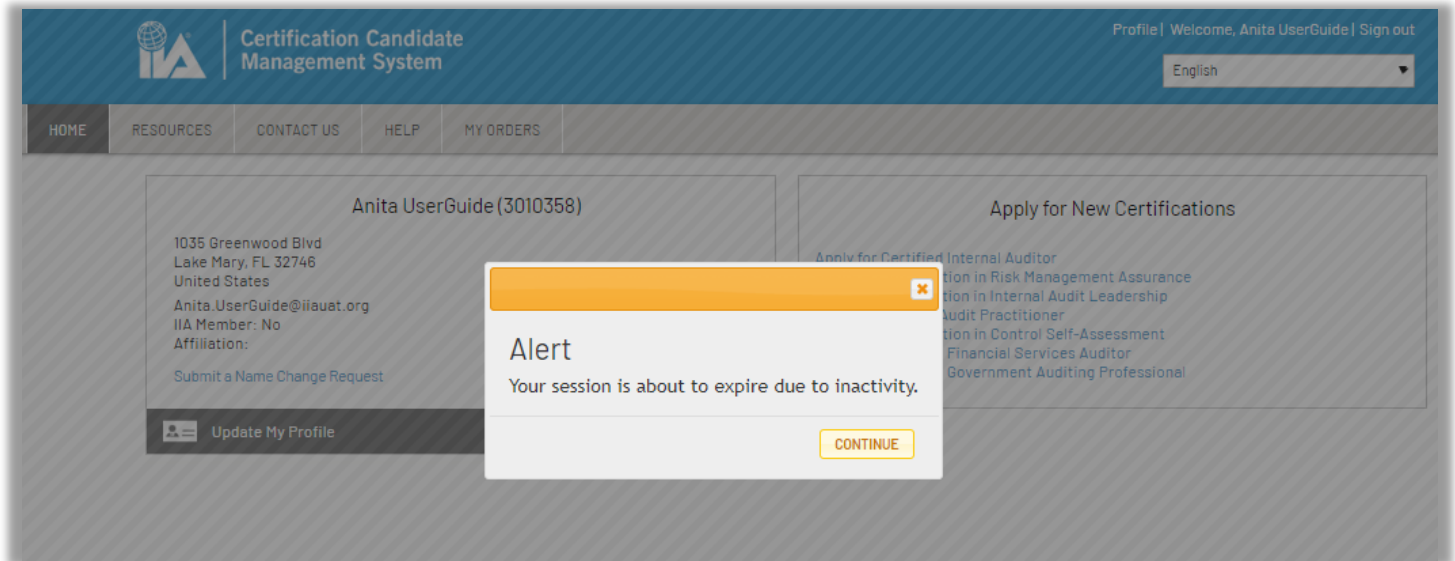 IIA
Certification Candidate
Management System
Profile | Welcome, Anita UserGuide | Sign out
English
HOME RESOURCES CONTACT US HELP MY ORDERS
Anita UserGuide (3010358)
1035 Greenwood Blvd
Lake Mary, FL 32746
United States
Anita.UserGuide@iiauat.org
IIA Member: No
Affiliation:
Submit a Name Change Request
Update My Profile
Apply for New Certifications
Apply for Certified Internal Auditor
tion in Risk Management Assurance
tion in Internal Audit Leadership
Audit Practitioner
tion in Control Self-Assessment
Financial Services Auditor
Government Auditing Professional
Alert
Your session is about to expire due to inactivity.
CONTINUE